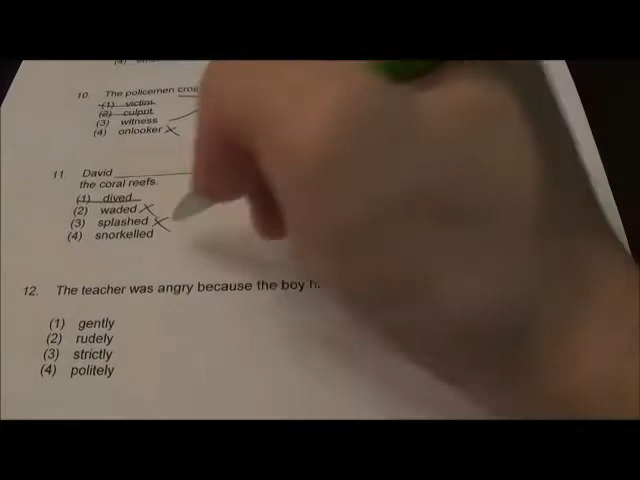 10. The policemen
(1) victim
(2) culprit
(3) witness
(4) onlooker
11. David
the coral reefs.
(1) dived
(2) waded
(3) splashed
(4) snorkelled
12. The teacher was angry because the boy
(1) gently
(2) rudely
(3) strictly
(4) politely